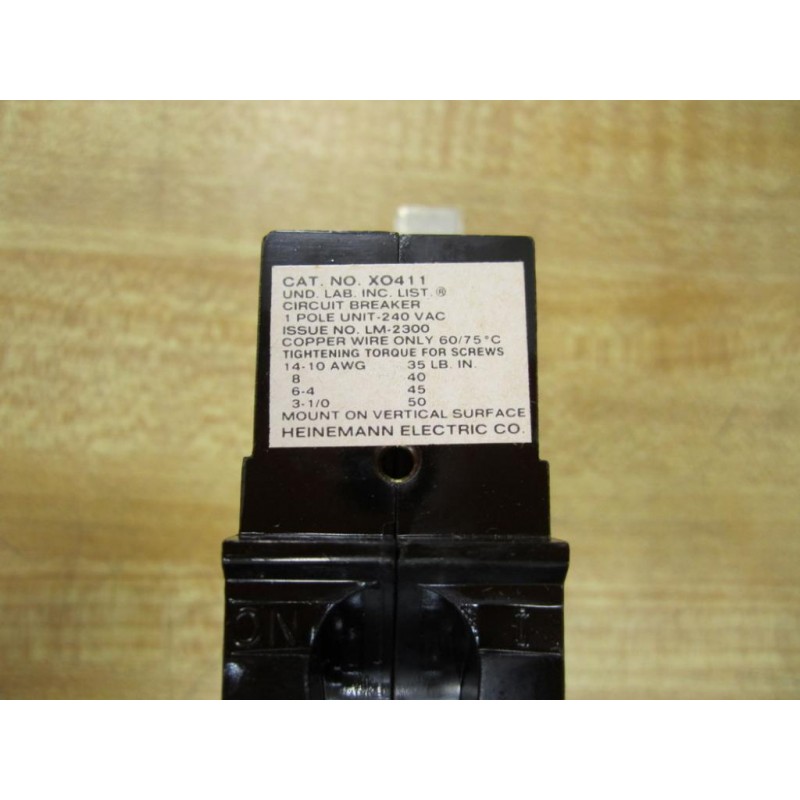 CAT. NO. XO411
UND. LAB. INC. LIST.®
CIRCUIT BREAKER
1 POLE UNIT-240 VAC
ISSUE NO. LM-2300
COPPER WIRE ONLY 60/75°C
TIGHTENING TORQUE FOR SCREWS
14-10 AWG 35 LB. IN.
8 40
6-4 45
3-1/0 50
MOUNT ON VERTICAL SURFACE
HEINEMANN ELECTRIC CO.
ON